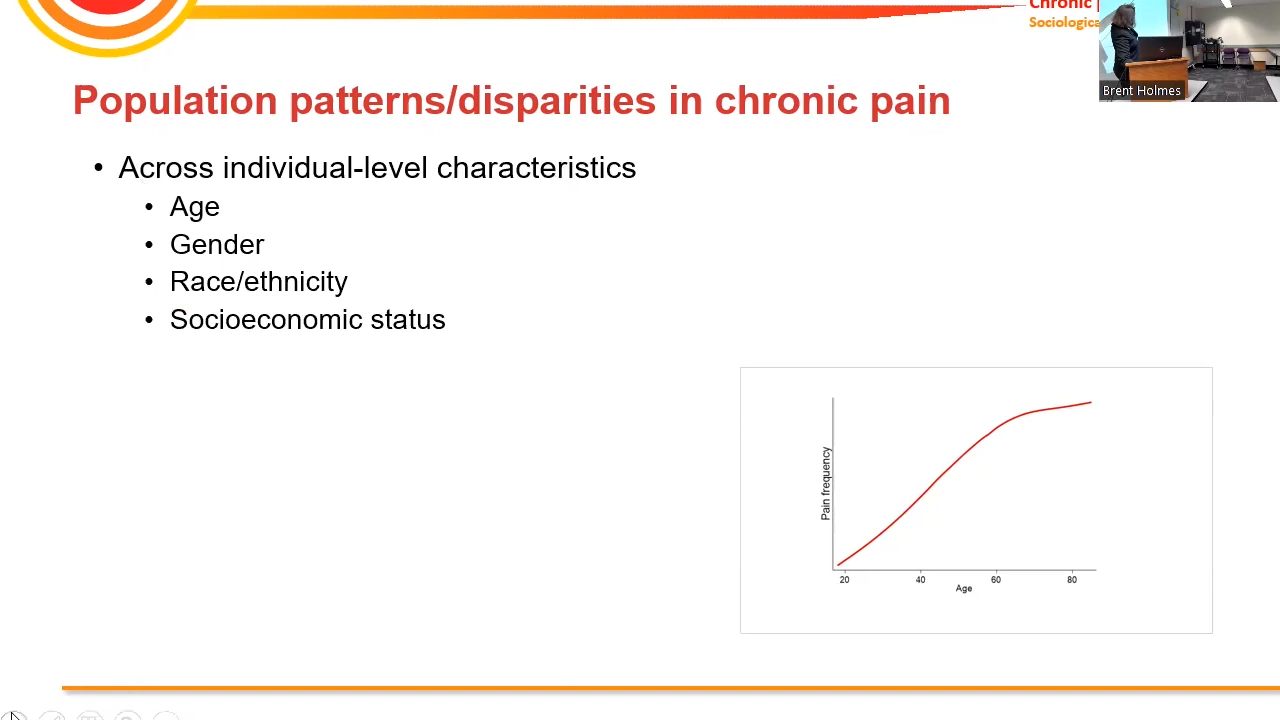 Chronic
Sociologica
Brent Holmes
Population patterns/disparities in chronic pain
• Across individual-level characteristics
• Age
• Gender
• Race/ethnicity
• Socioeconomic status
Pain frequency
20 40 60 80
Age